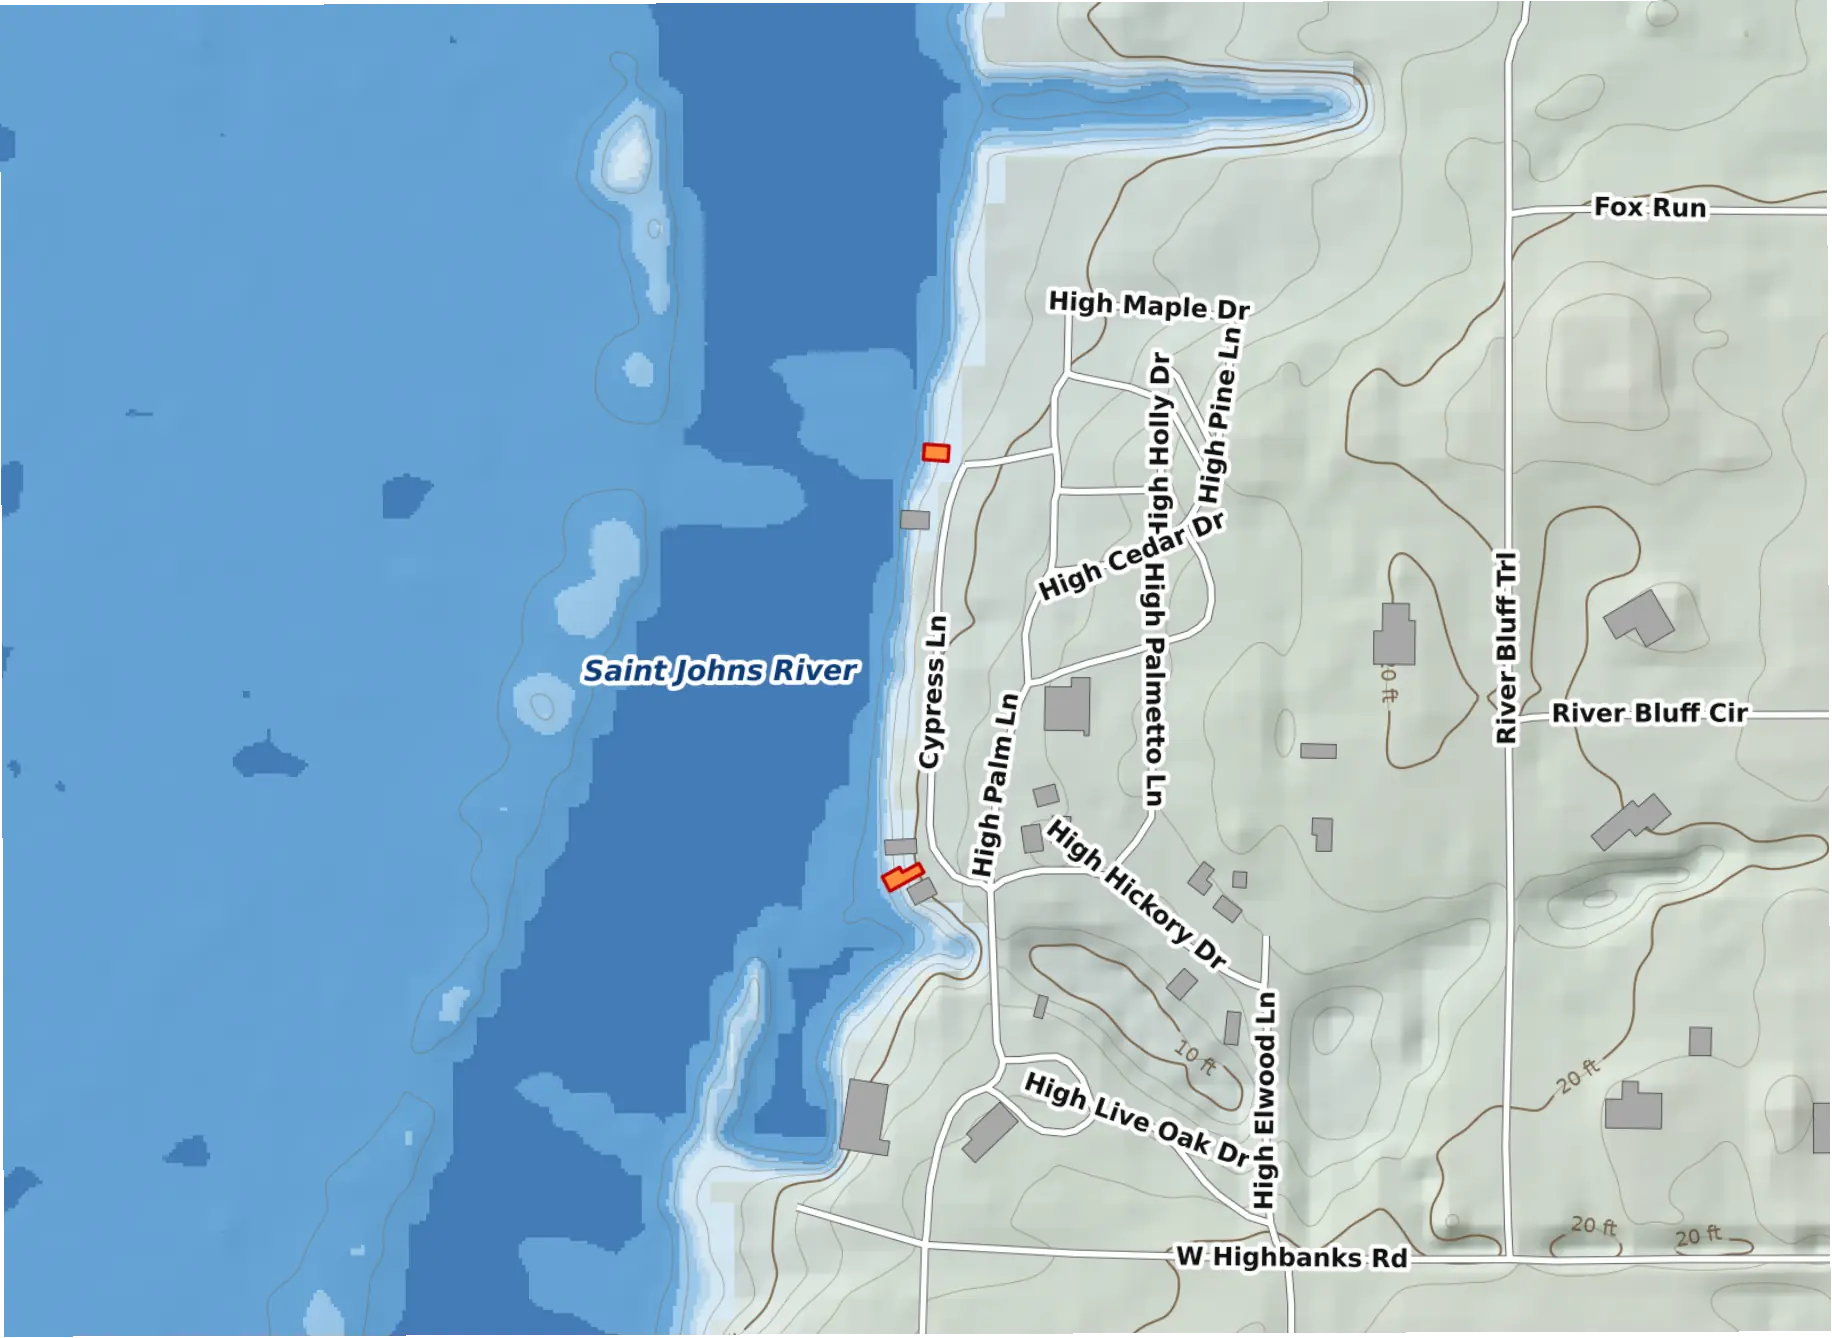 Fox Run
High Maple Dr
High Pine Ln
High Holly Dr
High Cedar Dr
High Palmetto Ln
Cypress Ln
Saint Johns River
River Bluff Trl
River Bluff Cir
20 ft
High Palm Ln
High Hickory Dr
High Elwood Ln
10 ft
20 ft
High Live Oak Dr
20 ft
20 ft
W Highbanks Rd